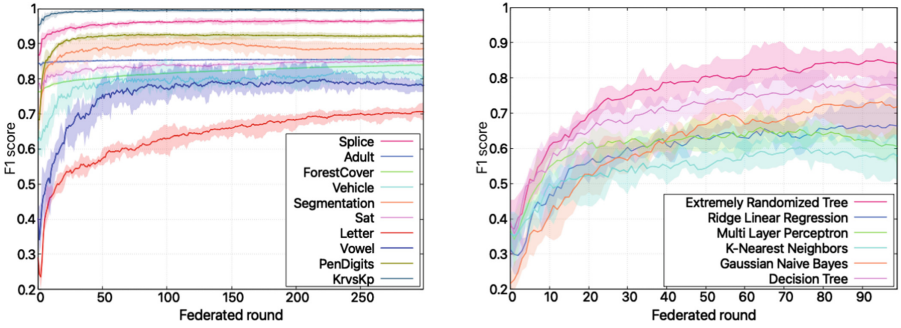 1
0.9
0.8
0.7
0.6
0.5
0.4
0.3
0.2
F1 score
0 50 100 150 200 250
Federated round
Splice
Adult
ForestCover
Vehicle
Segmentation
Sat
Letter
Vowel
PenDigits
KrvsKp
1
0.9
0.8
0.7
0.6
0.5
0.4
0.3
0.2
F1 score
0 10 20 30 40 50 60 70 80 90
Federated round
Extremely Randomized Tree
Ridge Linear Regression
Multi Layer Perceptron
K-Nearest Neighbors
Gaussian Naive Bayes
Decision Tree